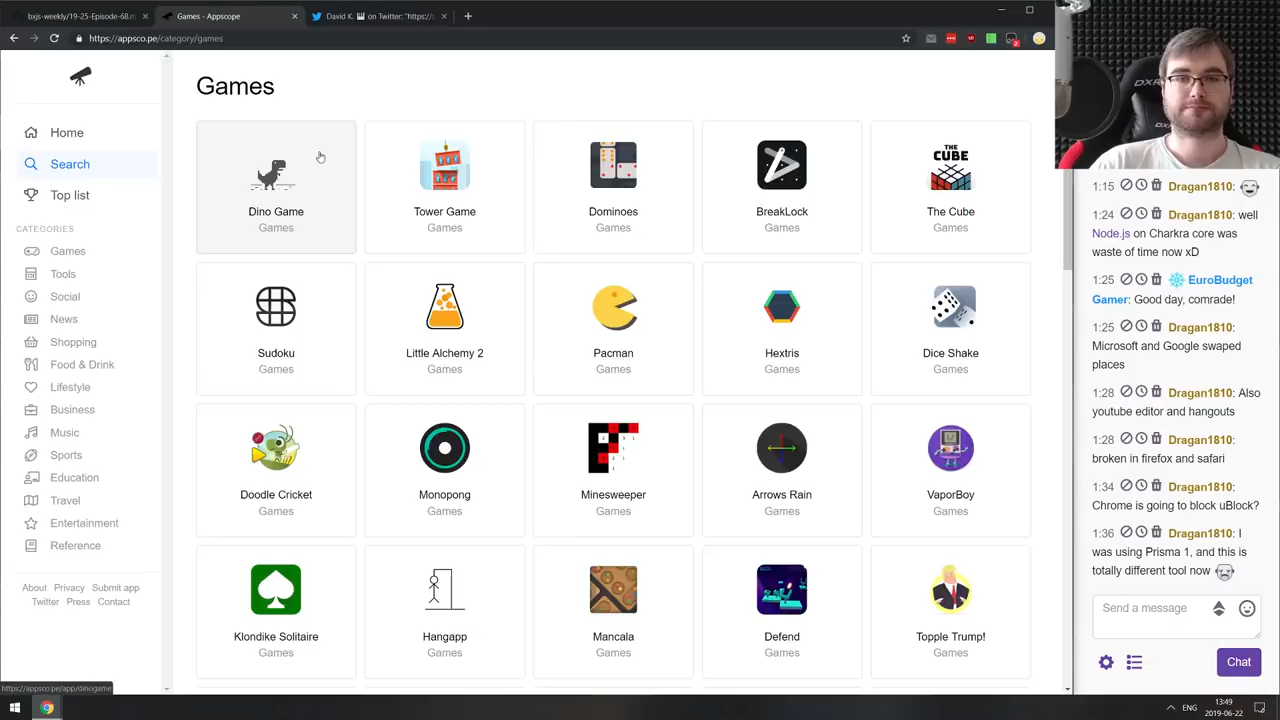 bxjs-weekly/19-25-Episode-68.m
Games - Appscope
David K. on Twitter: "https://
https://appsco.pe/category/games
Home
Search
Top list
CATEGORIES
Games
Tools
Social
News
Shopping
Food & Drink
Lifestyle
Business
Music
Sports
Education
Travel
Entertainment
Reference
About Privacy Submit app
Twitter Press Contact
https://appsco.pe/app/dinogame
Games
Dino Game
Games
Tower Game
Games
Dominoes
Games
BreakLock
Games
THE
CUBE
The Cube
Games
Sudoku
Games
Little Alchemy 2
Games
Pacman
Games
Hextris
Games
Dice Shake
Games
Doodle Cricket
Games
Monopong
Games
Minesweeper
Games
Arrows Rain
Games
VaporBoy
Games
Klondike Solitaire
Games
Hangapp
Games
Mancala
Games
Defend
Games
Topple Trump!
Games
1:15 Dragan1810:
1:24 Dragan1810: well
Node.js on Charkra core was
waste of time now xD
1:25 EuroBudget
Gamer: Good day, comrade!
1:25 Dragan1810:
Microsoft and Google swaped
places
1:28 Dragan1810: Also
youtube editor and hangouts
1:28 Dragan1810:
broken in firefox and safari
1:34 Dragan1810:
Chrome is going to block uBlock?
1:36 Dragan1810: I
was using Prisma 1, and this is
totally different tool now
Send a message
Chat
ENG
13:49
2019-06-22